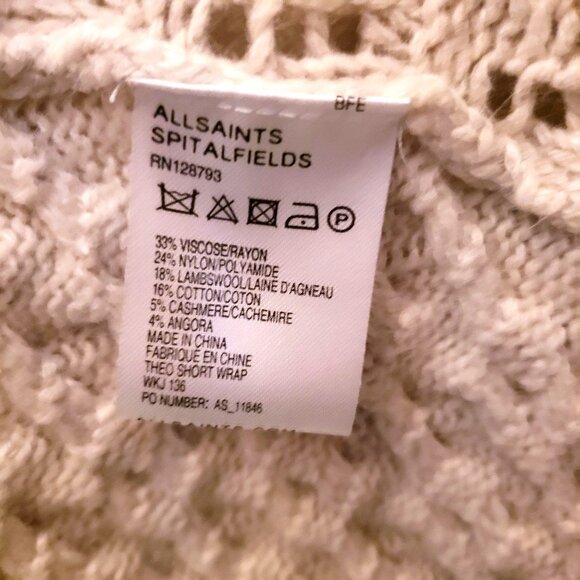 BFE
ALLSAINTS
SPITALFIELDS
RN128793
P
33% VISCOSE/RAYON
24% NYLON/POLYAMIDE
18% LAMBSWOOL/LAINE D'AGNEAU
16% COTTON/COTON
5% CASHMERE/CACHEMIRE
4% ANGORA
MADE IN CHINA
FABRIQUE EN CHINE
THEO SHORT WRAP
WKJ 136
PO NUMBER: AS_11846